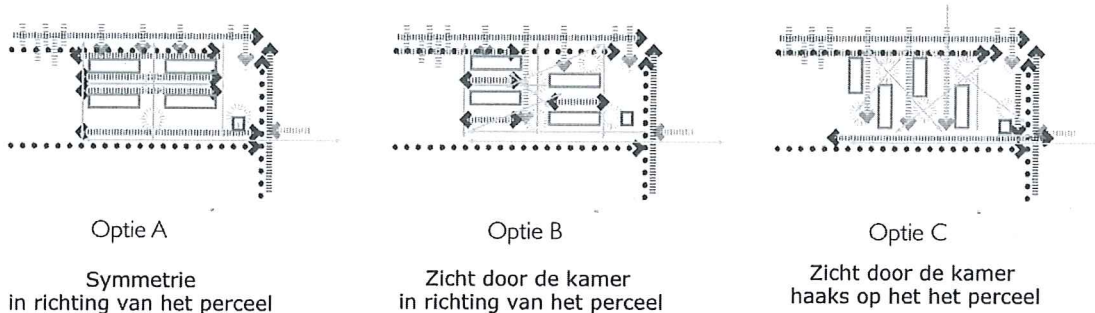 Optie A
Symmetrie
in richting van het perceel
Optie B
Zicht door de kamer
in richting van het perceel
Optie C
Zicht door de kamer
haaks op het het perceel